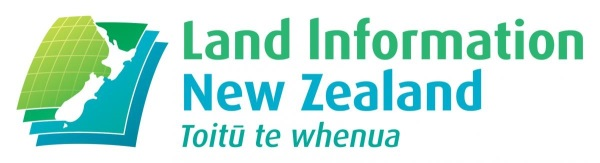 Land Information
New Zealand
Toitū te whenua